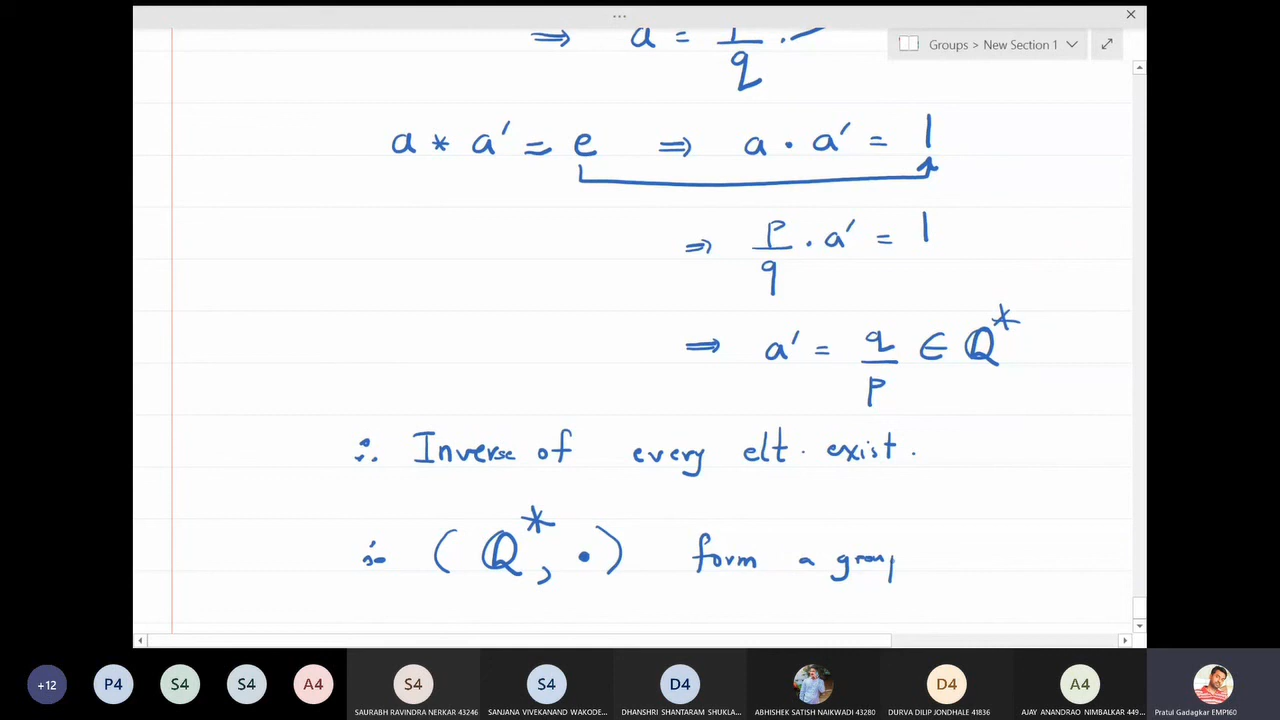 ...
Groups > New Section 1
⇒ a = p/q .
a * a′ = e ⇒ a · a′ = 1
⇒ p/q · a′ = 1
⇒ a′ = q/p ∈ ℚ*
∴ Inverse of every elt. exist.
∴ (ℚ*, •) form a group
+12 P4 S4 S4 A4 S4 S4 D4 D4 A4
SAURABH RAVINDRA NERKAR 43246 SANJANA VIVEKANAND WAKODE... DHANSHRI SHANTARAM SHUKLA... ABHISHEK SATISH NAIKWADI 43280 DURVA DILIP JONDHALE 41836 AJAY ANANDRAO NIMBALKAR 449... Pratul Gadagkar EMP160